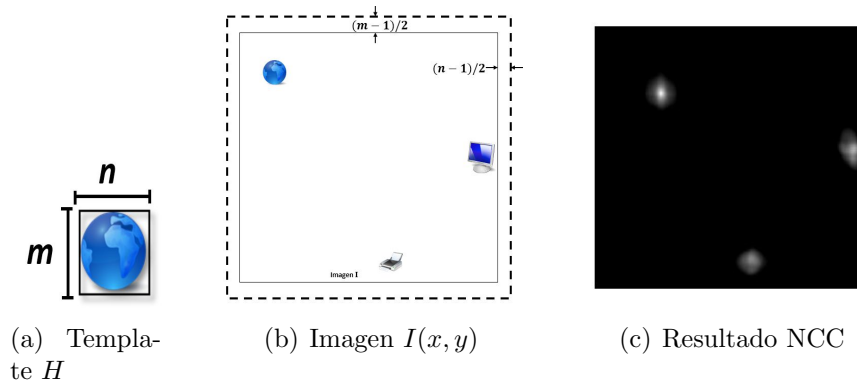 (m − 1)/2
(n − 1)/2
n
m
Imagen I
(a) Templa-
te H
(b) Imagen I(x, y)
(c) Resultado NCC